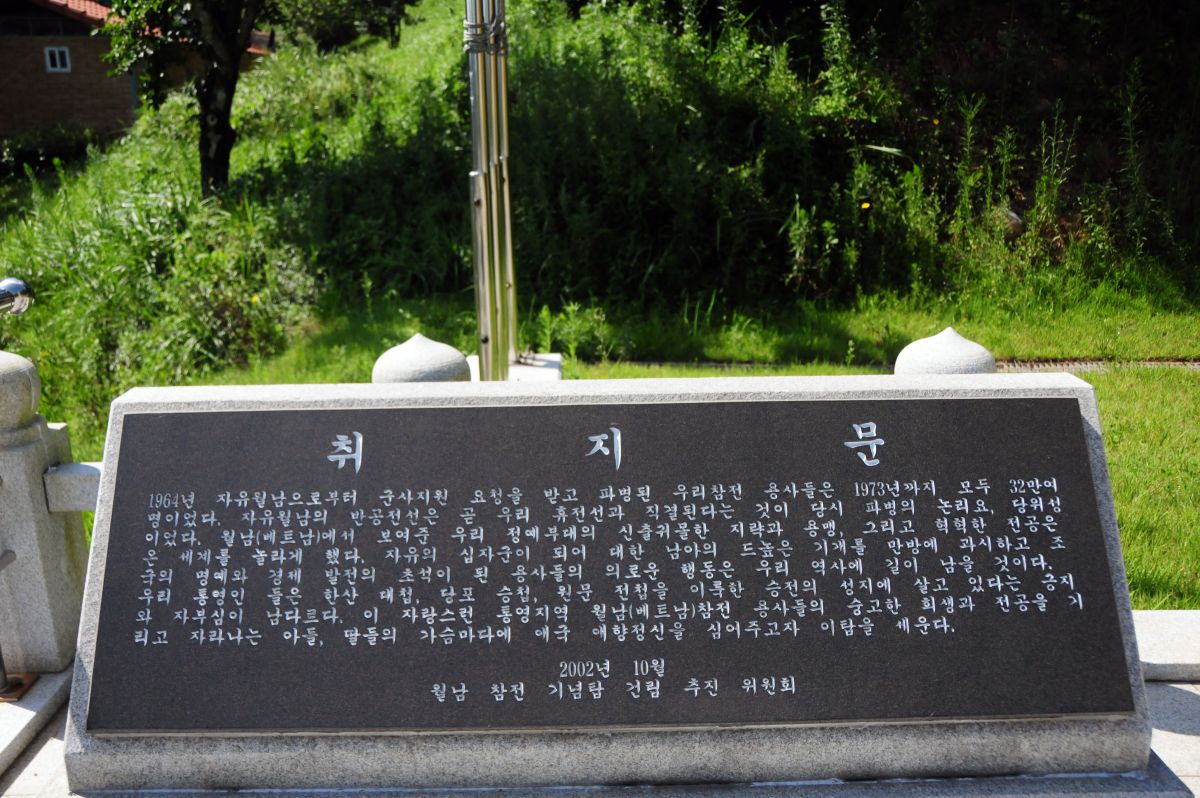 취 지 문
1964년 자유월남으로부터 군사지원 요청을 받고 파병된 우리참전 용사들은 1973년까지 모두 32만여
명이었다. 자유월남의 반공전선은 곧 우리 휴전선과 직결된다는 것이 당시 파병의 논리요, 당위성
이었다. 월남(베트남)에서 보여준 우리 정예부대의 신출귀몰한 지략과 용맹, 그리고 혁혁한 전공은
온 세계를 놀라게 했다. 자유의 십자군이 되어 대한 남아의 드높은 기개를 만방에 과시하고 조
국의 명예와 경제 발전의 초석이 된 용사들의 의로운 행동은 우리 역사에 길이 남을 것이다.
우리 통영인 들은 한산 대첩, 당포 승첩, 원문 전첩을 이룩한 승전의 성지에 살고 있다는 긍지
와 자부심이 남다르다. 이 자랑스런 통영지역 월남(베트남)참전 용사들의 숭고한 희생과 전공을 기
리고 자라나는 아들, 딸들의 가슴마다에 애국 애향정신을 심어주고자 이탑을 세운다.
2002년 10월
월남 참전 기념탑 건립 추진 위원회